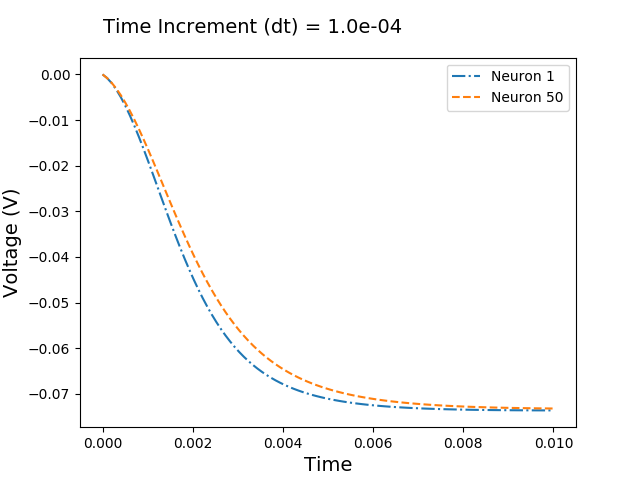 Time Increment (dt) = 1.0e-04
Neuron 1
Neuron 50
0.00
−0.01
−0.02
−0.03
−0.04
−0.05
−0.06
−0.07
Voltage (V)
0.000 0.002 0.004 0.006 0.008 0.010
Time